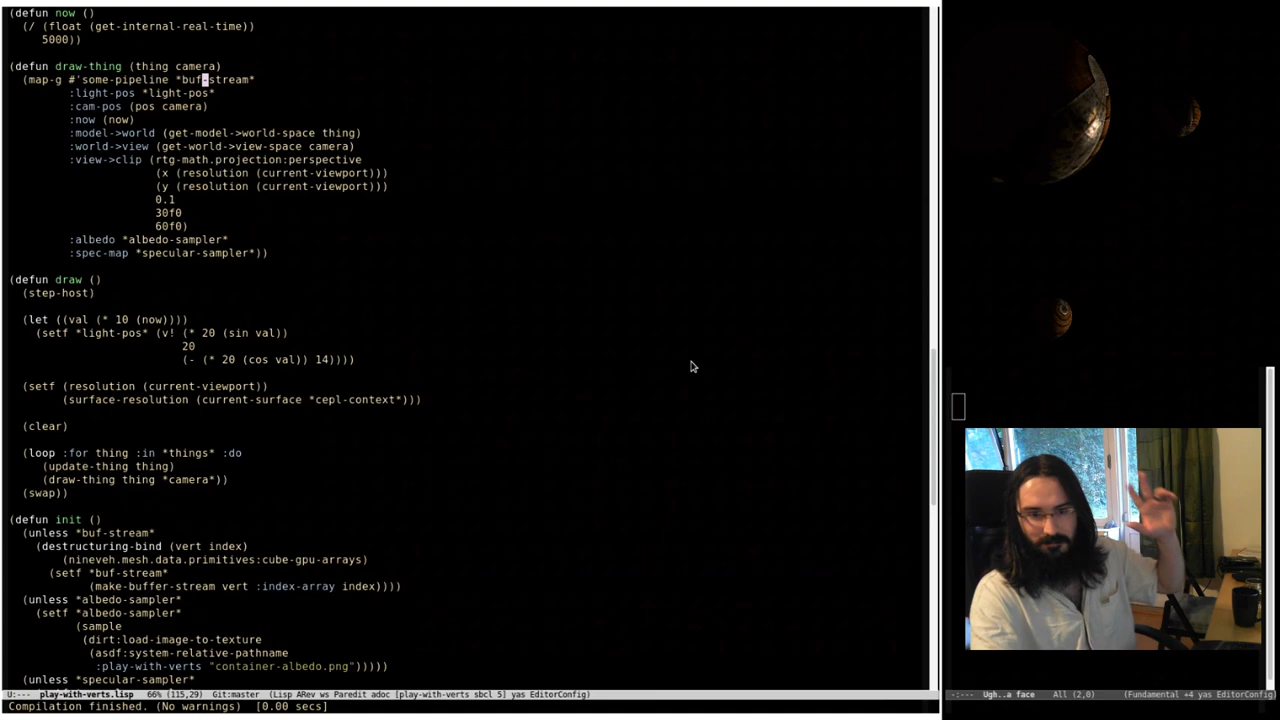 (defun now ()
  (/ (float (get-internal-real-time))
     5000))
(defun draw-thing (thing camera)
  (map-g #'some-pipeline *buf-stream*
         :light-pos *light-pos*
         :cam-pos (pos camera)
         :now (now)
         :model->world (get-model->world-space thing)
         :world->view (get-world->view-space camera)
         :view->clip (rtg-math.projection:perspective
                      (x (resolution (current-viewport)))
                      (y (resolution (current-viewport)))
                      0.1
                      30f0
                      60f0)
         :albedo *albedo-sampler*
         :spec-map *specular-sampler*))
(defun draw ()
  (step-host)
  (let ((val (* 10 (now))))
    (setf *light-pos* (v! (* 20 (sin val))
                          20
                          (- (* 20 (cos val)) 14))))
  (setf (resolution (current-viewport))
        (surface-resolution (current-surface *cepl-context*)))
  (clear)
  (loop :for thing :in *things* :do
     (update-thing thing)
     (draw-thing thing *camera*))
  (swap))
(defun init ()
  (unless *buf-stream*
    (destructuring-bind (vert index)
        (nineveh.mesh.data.primitives:cube-gpu-arrays)
      (setf *buf-stream*
            (make-buffer-stream vert :index-array index))))
  (unless *albedo-sampler*
    (setf *albedo-sampler*
          (sample
           (dirt:load-image-to-texture
            (asdf:system-relative-pathname
             :play-with-verts "container-albedo.png")))))
  (unless *specular-sampler*
U:--- play-with-verts.lisp 66% (115,29) Git:master (Lisp ARev ws Paredit adoc [play-with-verts sbcl 5] yas EditorConfig)
-:--- Ugh..a face All (2,0) (Fundamental +4 yas EditorConfig
Compilation finished. (No warnings) [0.00 secs]